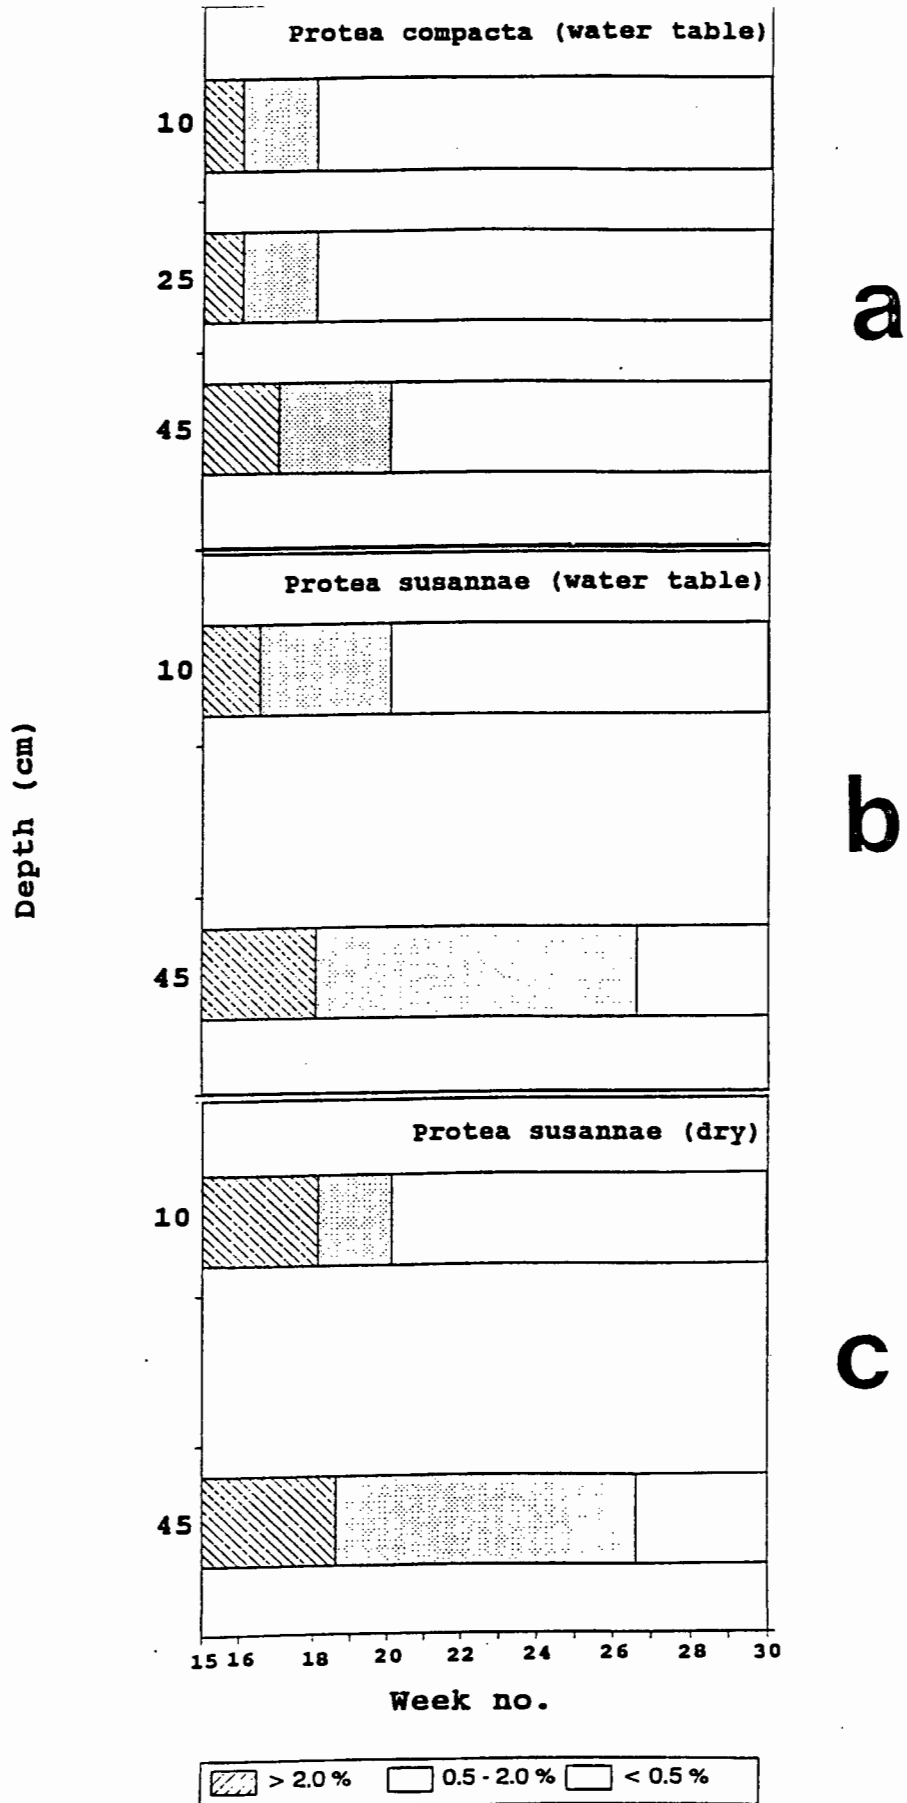 Protea compacta (water table)
10
25
45
a
Protea susannae (water table)
10
45
b
Depth (cm)
Protea susannae (dry)
10
45
c
15 16 18 20 22 24 26 28 30
Week no.
> 2.0 % 0.5 - 2.0 % < 0.5 %